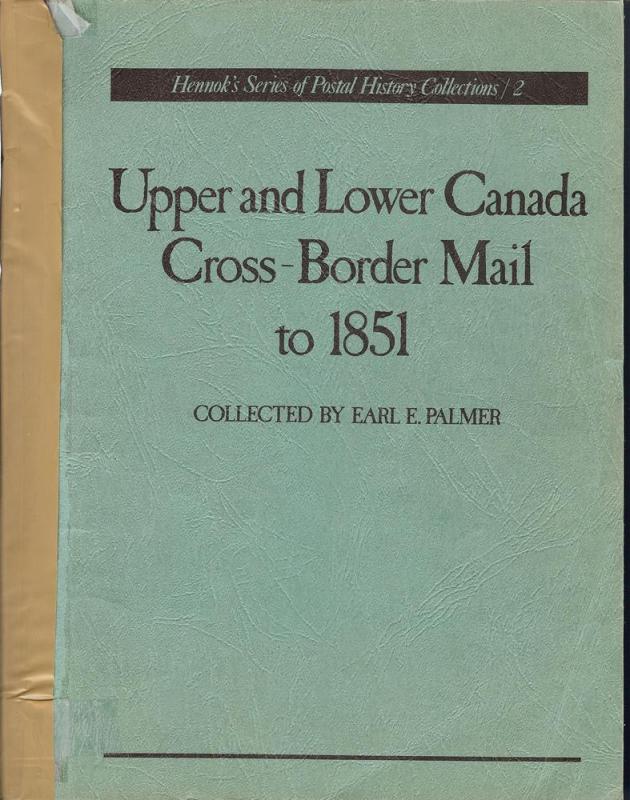 Hennok's Series of Postal History Collections / 2
Upper and Lower Canada
Cross-Border Mail
to 1851
COLLECTED BY EARL E. PALMER